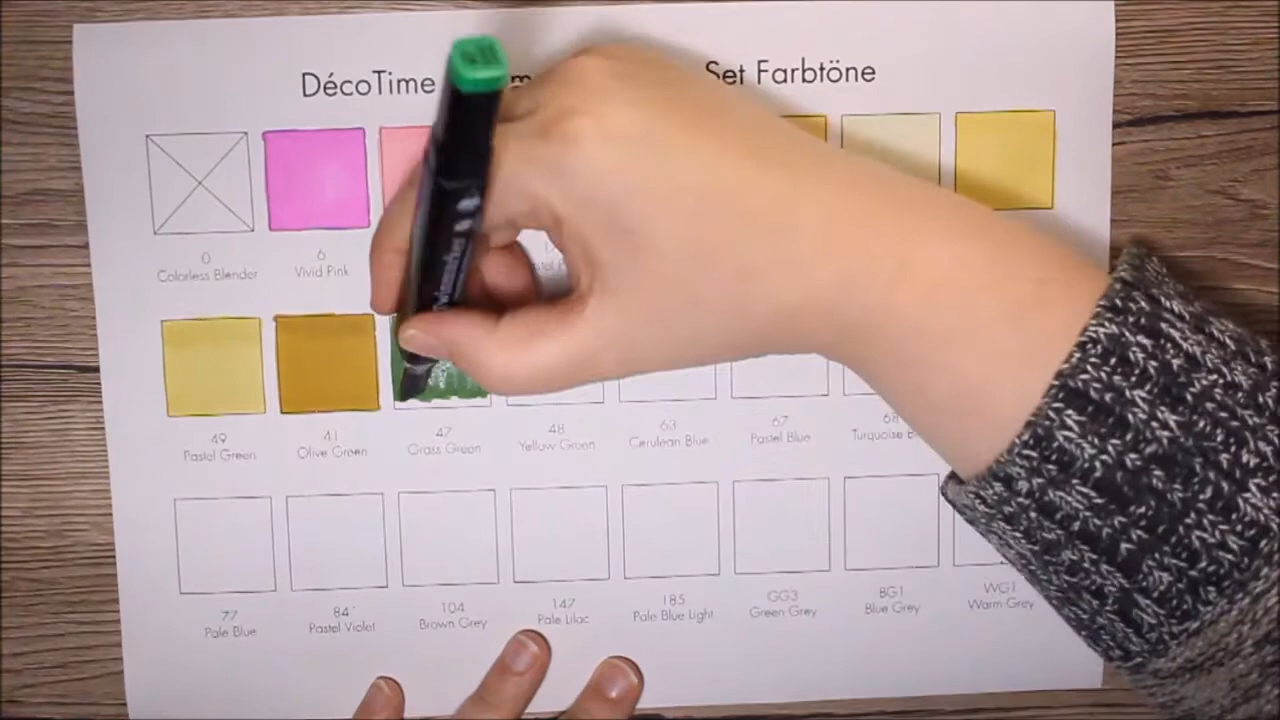 DécoTime
Set Farbtöne
0
Colorless Blender
6
Vivid Pink
49
Pastel Green
41
Olive Green
47
Grass Green
48
Yellow Green
63
Cerulean Blue
67
Pastel Blue
68
Turquoise
77
Pale Blue
84
Pastel Violet
104
Brown Grey
147
Pale Lilac
185
Pale Blue Light
GG3
Green Grey
BG1
Blue Grey
WG1
Warm Grey